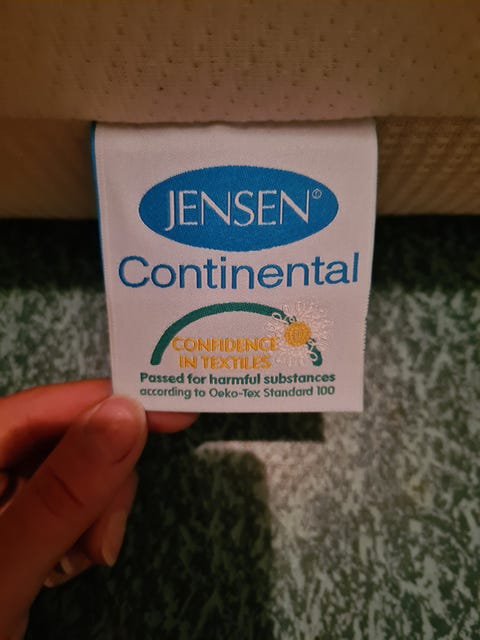 JENSEN®
Continental
CONFIDENCE
IN TEXTILES
Passed for harmful substances
according to Oeko-Tex Standard 100